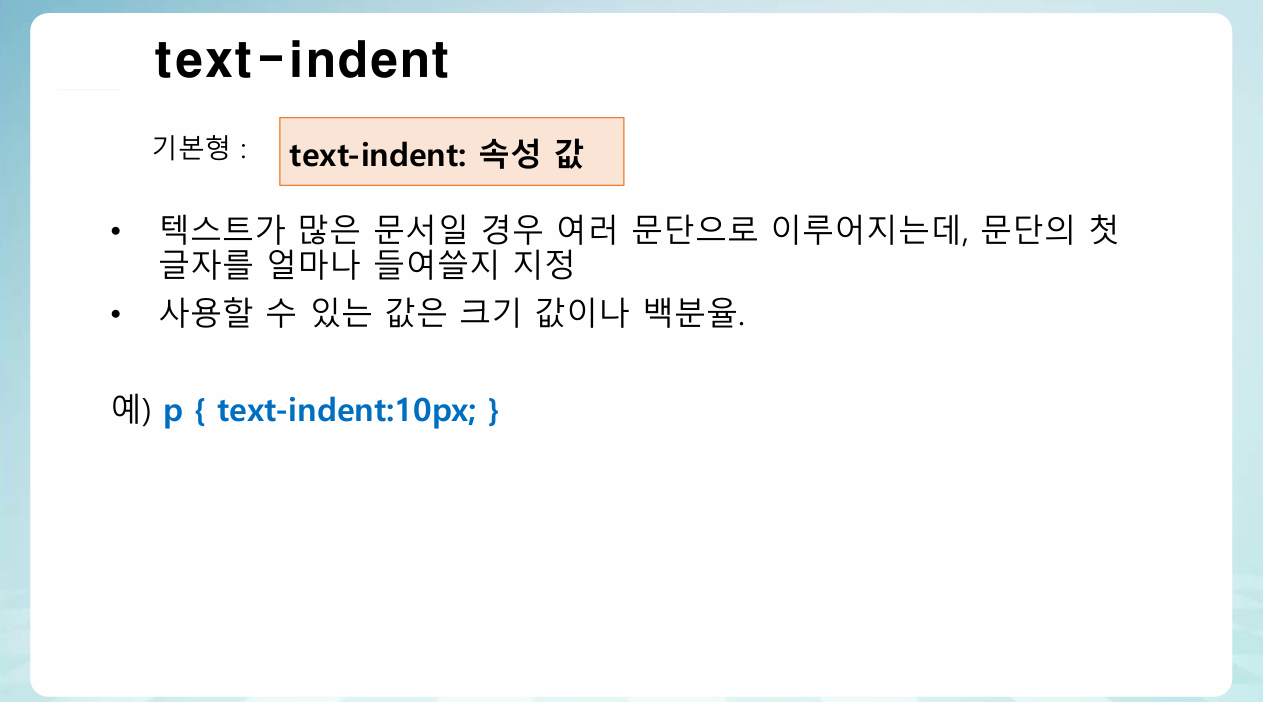 text-indent
기본형 :
text-indent: 속성 값
• 텍스트가 많은 문서일 경우 여러 문단으로 이루어지는데, 문단의 첫
글자를 얼마나 들여쓸지 지정
• 사용할 수 있는 값은 크기 값이나 백분율.
예) p { text-indent:10px; }